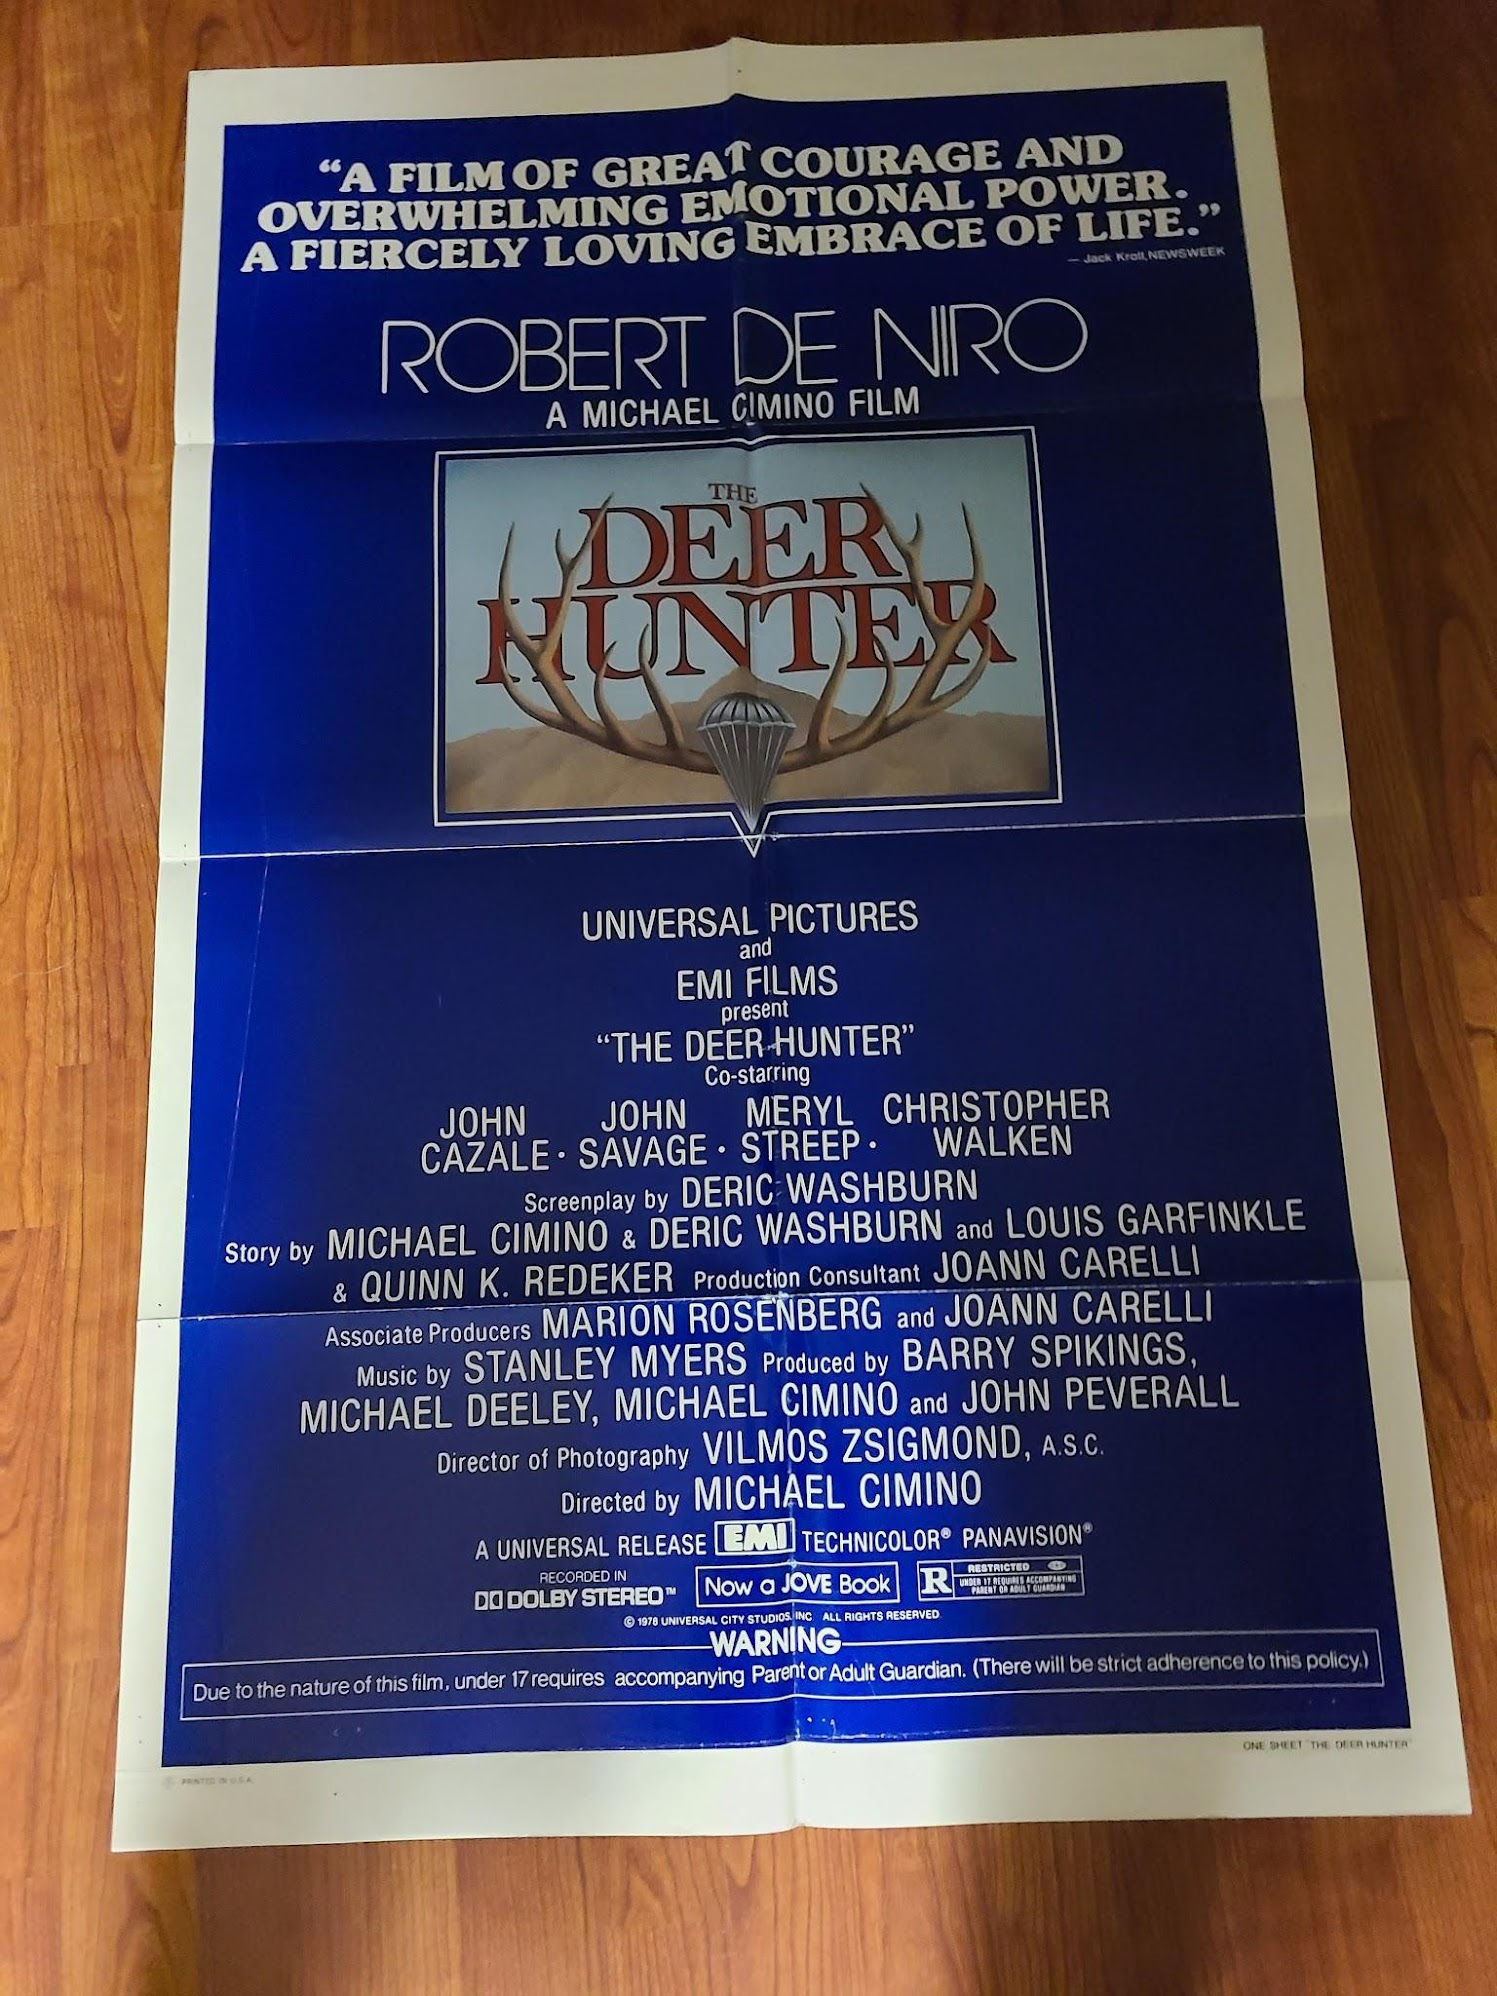 “A FILM OF GREAT COURAGE AND
OVERWHELMING EMOTIONAL POWER.
A FIERCELY LOVING EMBRACE OF LIFE.”
— Jack Kroll, NEWSWEEK
ROBERT DE NIRO
A MICHAEL CIMINO FILM
THE
DEER
HUNTER
UNIVERSAL PICTURES
and
EMI FILMS
present
“THE DEER HUNTER”
Co-starring
JOHN JOHN MERYL CHRISTOPHER
CAZALE · SAVAGE · STREEP · WALKEN
Screenplay by DERIC WASHBURN
Story by MICHAEL CIMINO & DERIC WASHBURN and LOUIS GARFINKLE
& QUINN K. REDEKER Production Consultant JOANN CARELLI
Associate Producers MARION ROSENBERG and JOANN CARELLI
Music by STANLEY MYERS Produced by BARRY SPIKINGS,
MICHAEL DEELEY, MICHAEL CIMINO and JOHN PEVERALL
Director of Photography VILMOS ZSIGMOND, A.S.C.
Directed by MICHAEL CIMINO
A UNIVERSAL RELEASE EMI TECHNICOLOR® PANAVISION®
RECORDED IN
DOLBY STEREO™ Now a JOVE Book R RESTRICTED
UNDER 17 REQUIRES ACCOMPANYING
PARENT OR ADULT GUARDIAN
© 1978 UNIVERSAL CITY STUDIOS, INC. ALL RIGHTS RESERVED.
WARNING
Due to the nature of this film, under 17 requires accompanying Parent or Adult Guardian. (There will be strict adherence to this policy.)
ONE SHEET "THE DEER HUNTER"
PRINTED IN U.S.A.